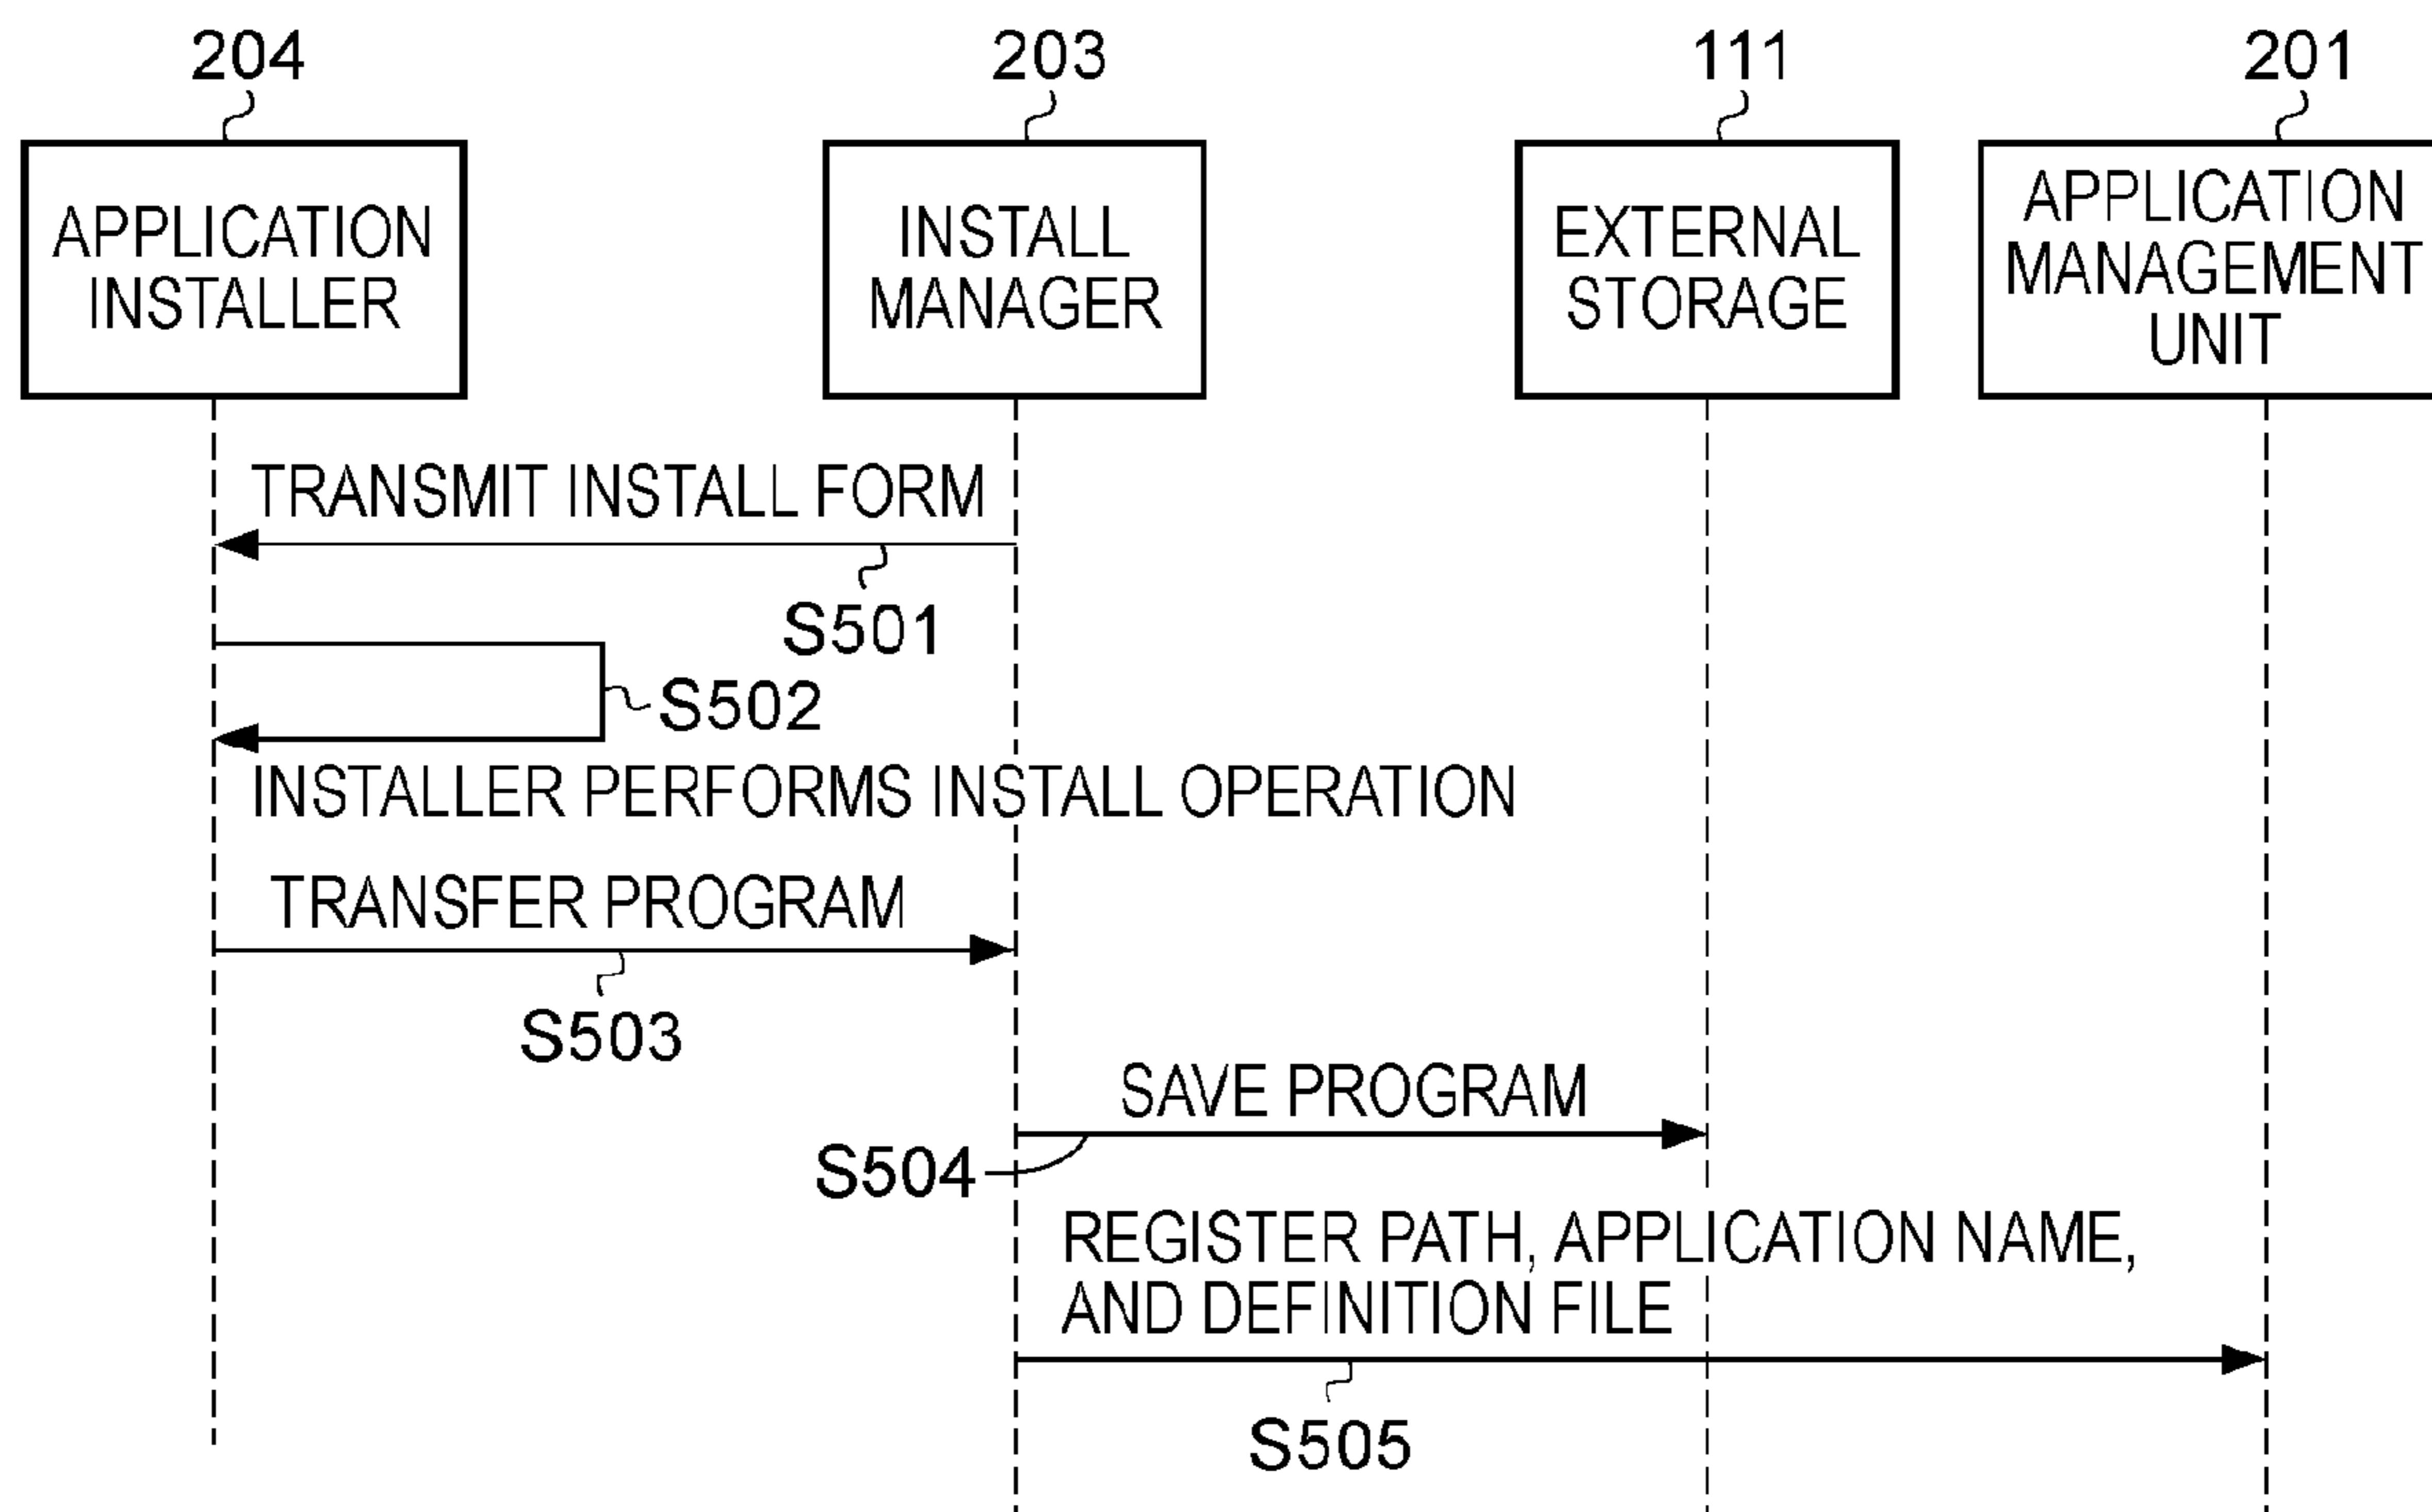 204
203
111
201
APPLICATION
INSTALLER
INSTALL
MANAGER
EXTERNAL
STORAGE
APPLICATION
MANAGEMENT
UNIT
TRANSMIT INSTALL FORM
S501
S502
INSTALLER PERFORMS INSTALL OPERATION
TRANSFER PROGRAM
S503
SAVE PROGRAM
S504
REGISTER PATH, APPLICATION NAME,
AND DEFINITION FILE
S505